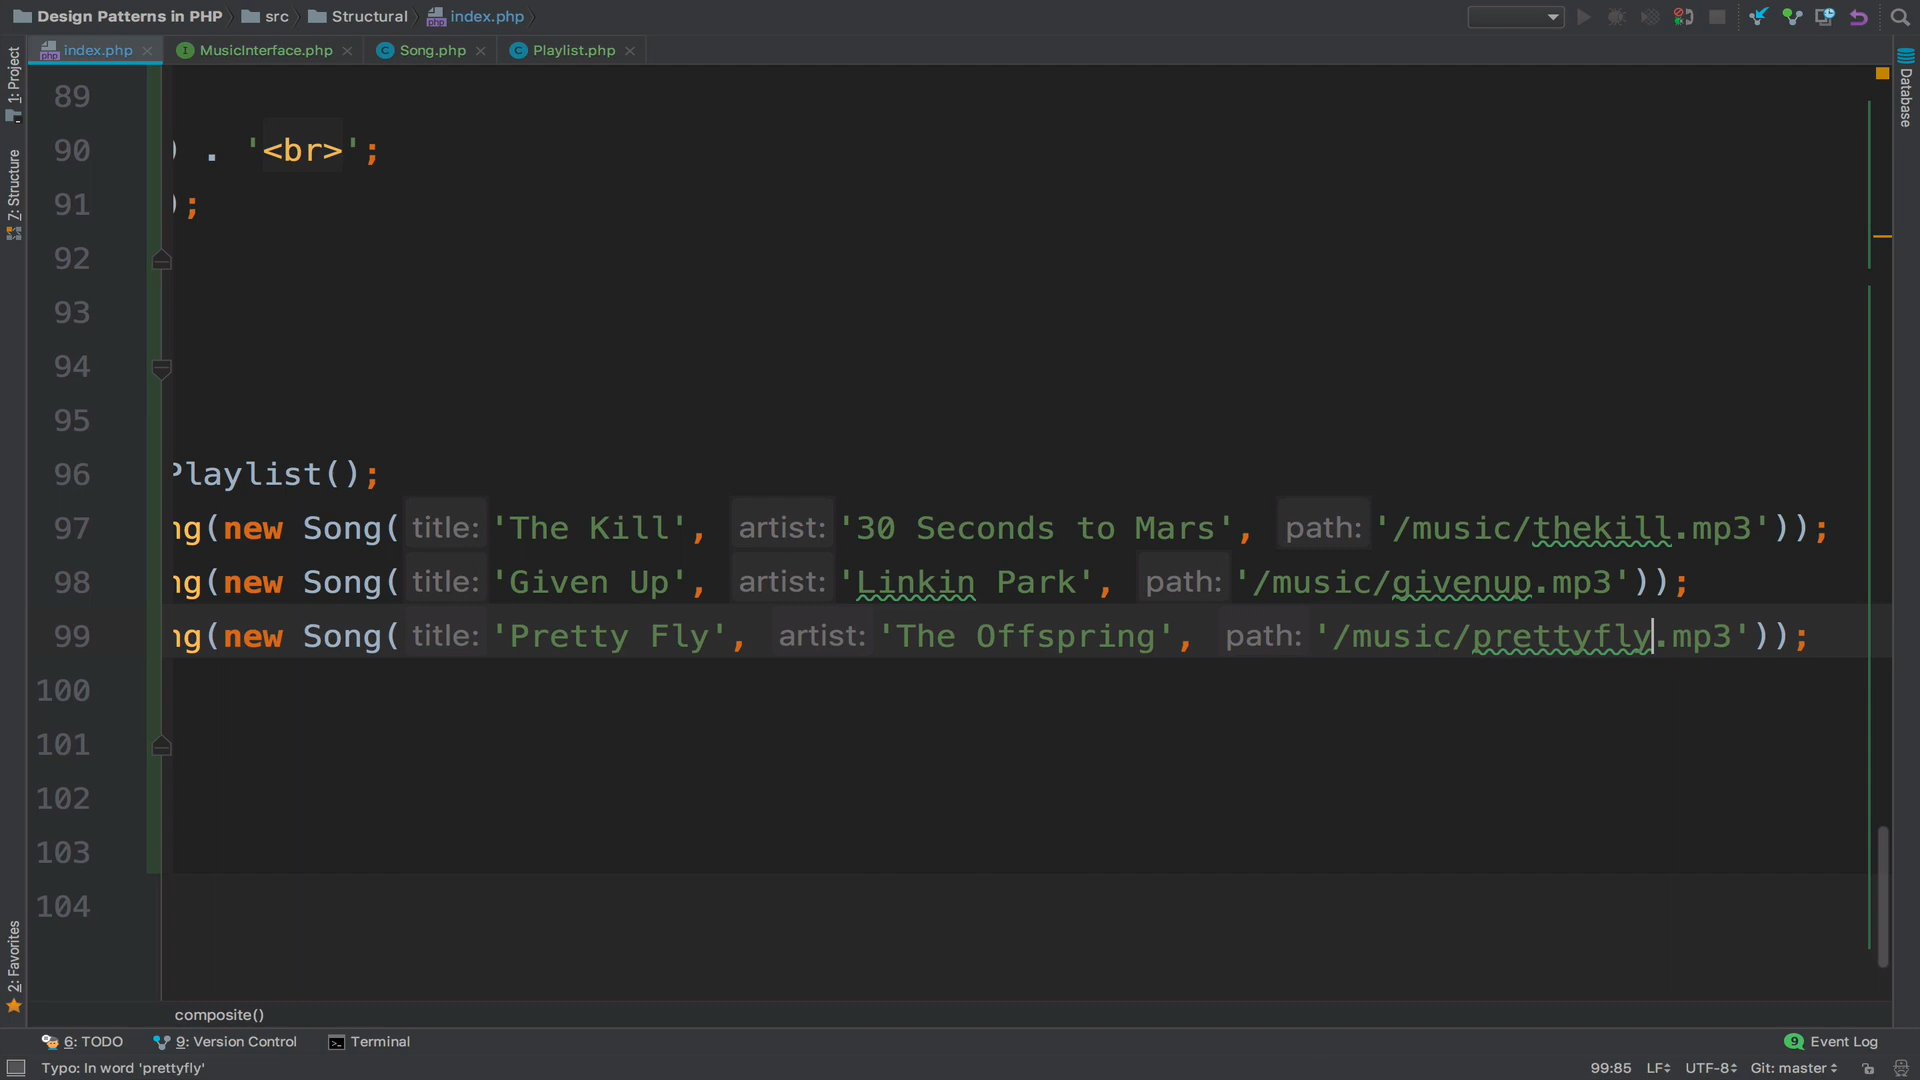 Design Patterns in PHP src Structural index.php
index.php MusicInterface.php Song.php Playlist.php
1: Project
7: Structure
2: Favorites
Database
89
90 ) . '<br>';
91 );
92
93
94
95
96 Playlist();
97 ng(new Song( title: 'The Kill', artist: '30 Seconds to Mars', path: '/music/thekill.mp3'));
98 ng(new Song( title: 'Given Up', artist: 'Linkin Park', path: '/music/givenup.mp3'));
99 ng(new Song( title: 'Pretty Fly', artist: 'The Offspring', path: '/music/prettyfly.mp3'));
100
101
102
103
104
composite()
6: TODO 9: Version Control Terminal 9 Event Log
Typo: In word 'prettyfly' 99:85 LF UTF-8 Git: master